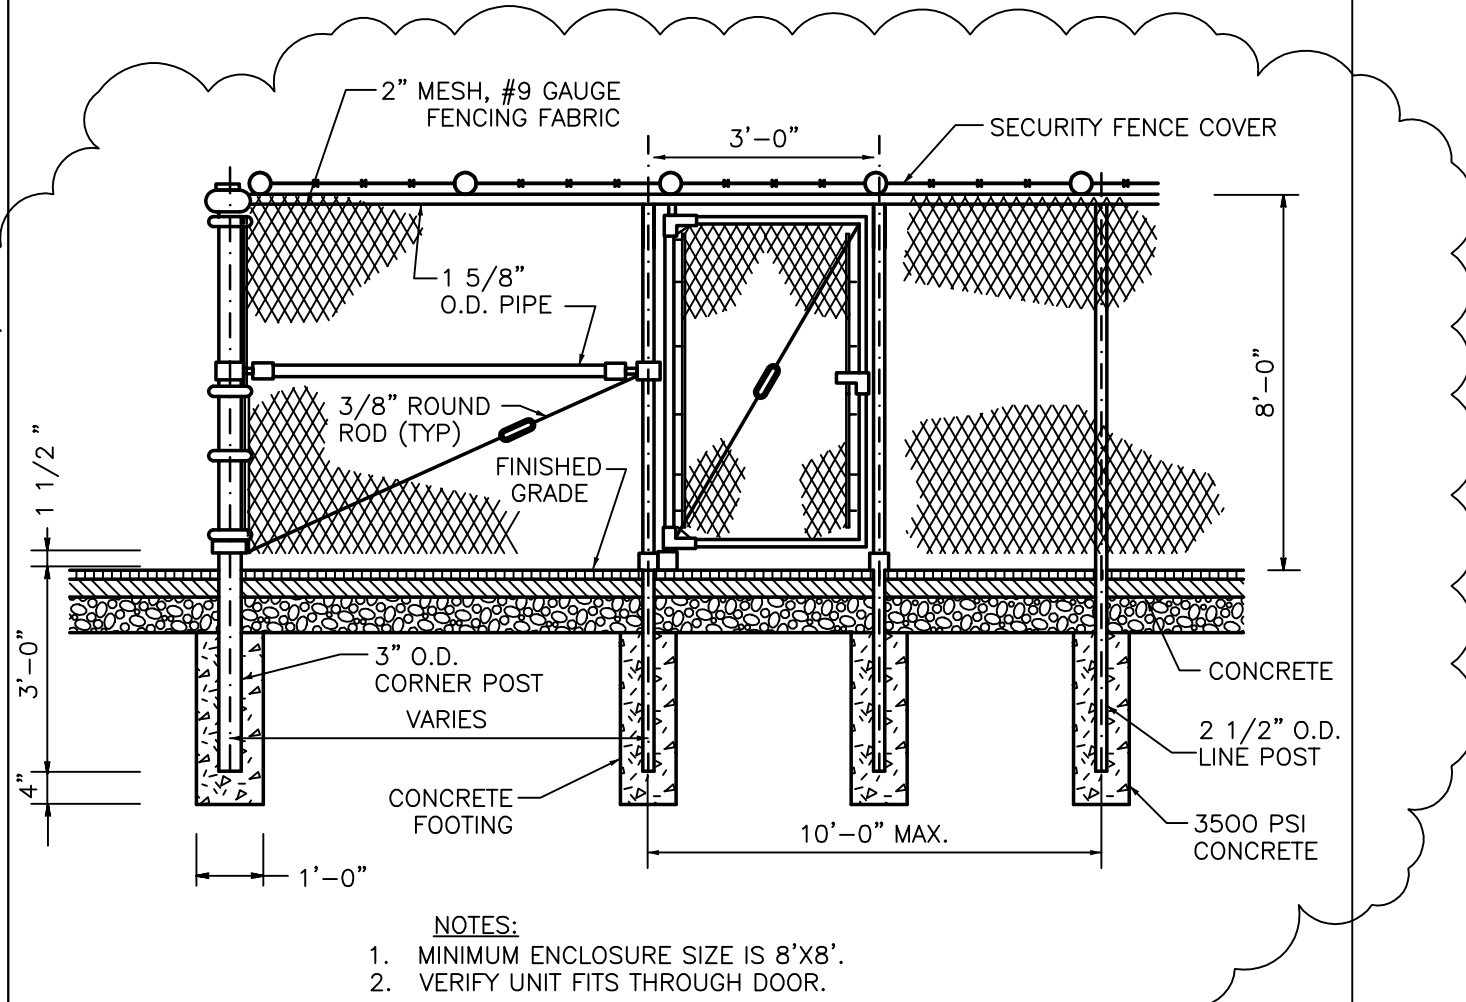 2" MESH, #9 GAUGE
FENCING FABRIC
3'-0"
SECURITY FENCE COVER
1 5/8"
O.D. PIPE
8'-0"
3/8" ROUND
ROD (TYP)
1 1/2"
FINISHED
GRADE
3'-0"
3" O.D.
CORNER POST
CONCRETE
VARIES
2 1/2" O.D.
LINE POST
4"
CONCRETE
FOOTING
10'-0" MAX.
3500 PSI
CONCRETE
1'-0"
NOTES:
1. MINIMUM ENCLOSURE SIZE IS 8'X8'.
2. VERIFY UNIT FITS THROUGH DOOR.